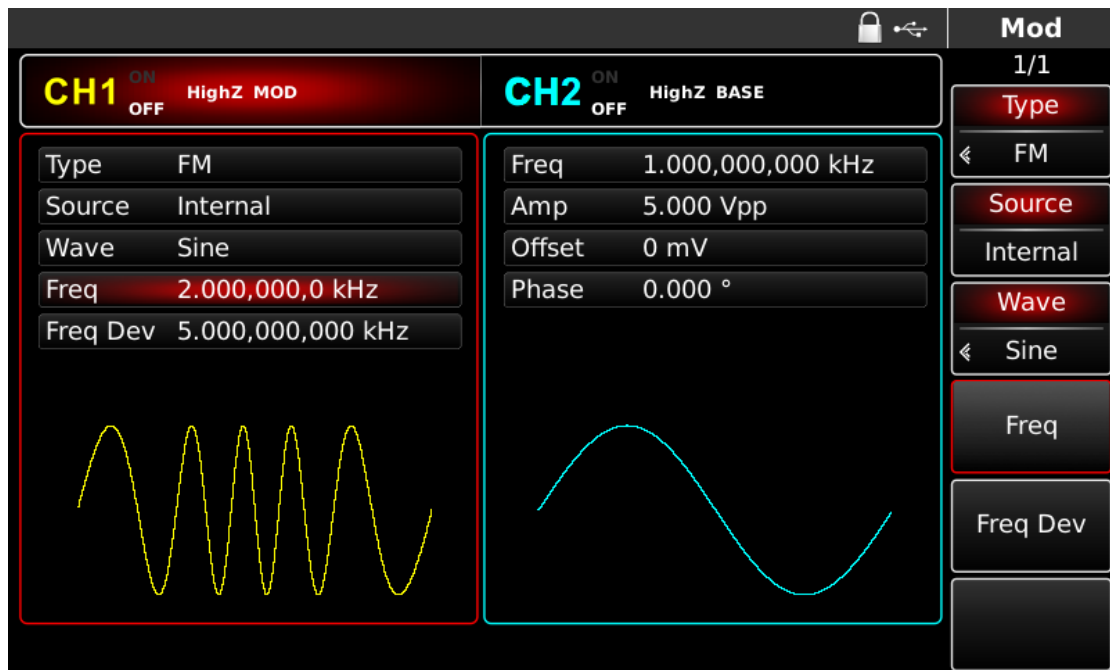 Mod
1/1
CH1 ON OFF HighZ MOD
CH2 ON OFF HighZ BASE
Type FM
Source Internal
Wave Sine
Freq 2.000,000,0 kHz
Freq Dev 5.000,000,000 kHz
Freq 1.000,000,000 kHz
Amp 5.000 Vpp
Offset 0 mV
Phase 0.000 °
Type
FM
Source
Internal
Wave
Sine
Freq
Freq Dev